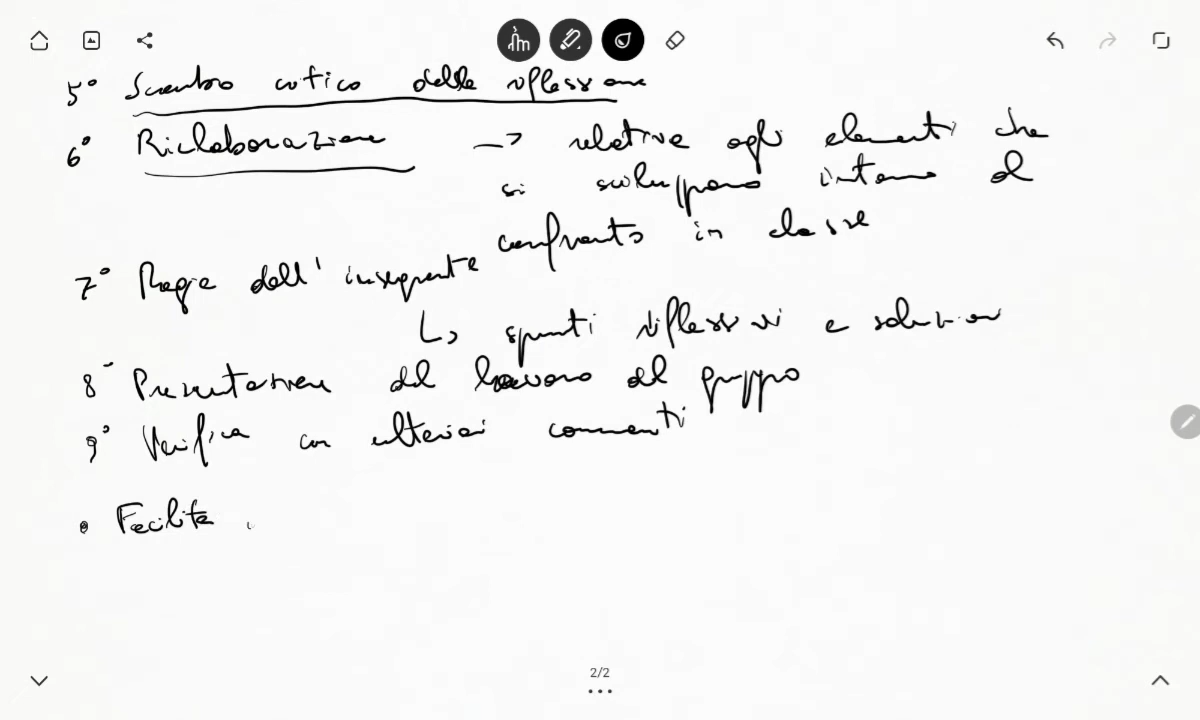 5° Scambio critico delle riflessione
6° Rielaborazione → relative agli elementi che
si sviluppano intorno al
confronto in classe
7° Regia dell'insegnante
↳ spunti riflessivi e soluzioni
8° Presentazione del lavoro del gruppo
9° Verifica con ulteriori commenti
• Facilita
2/2